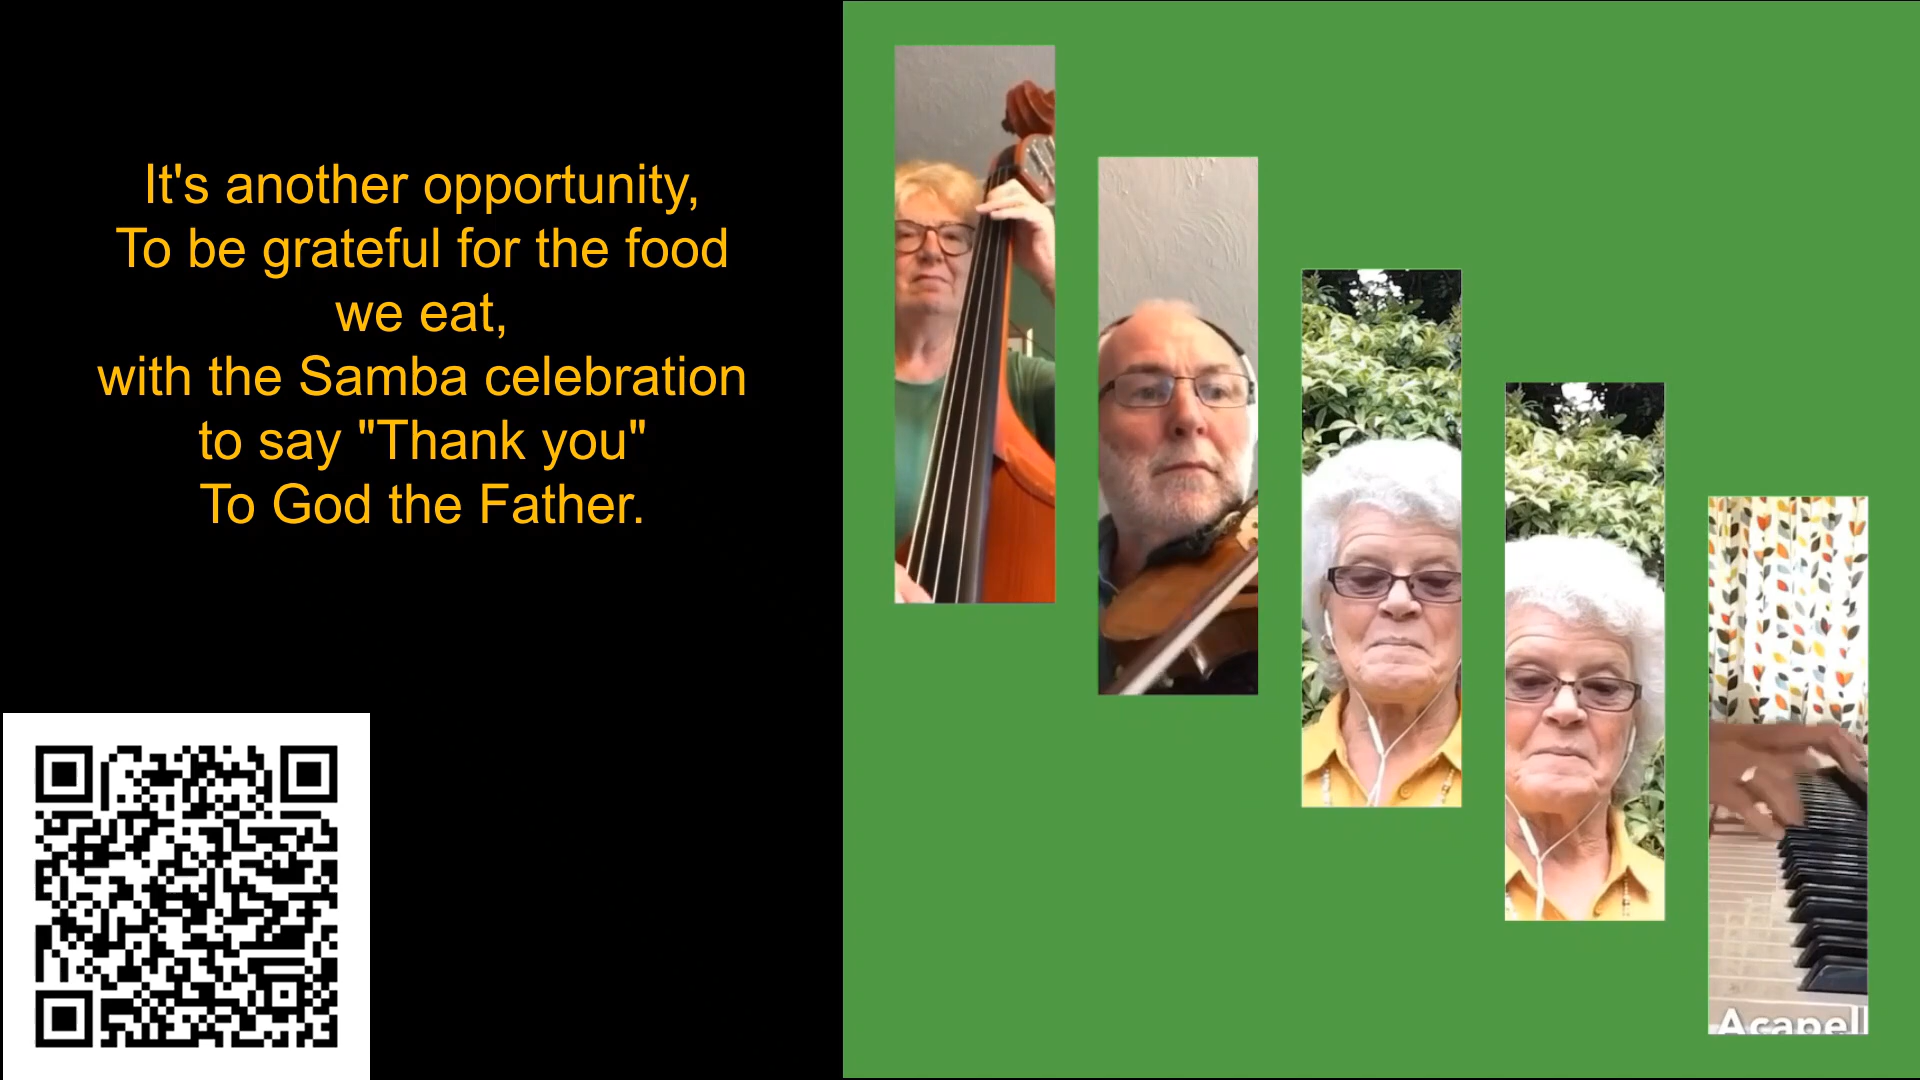 It's another opportunity,
To be grateful for the food
we eat,
with the Samba celebration
to say "Thank you"
To God the Father.
Acapell